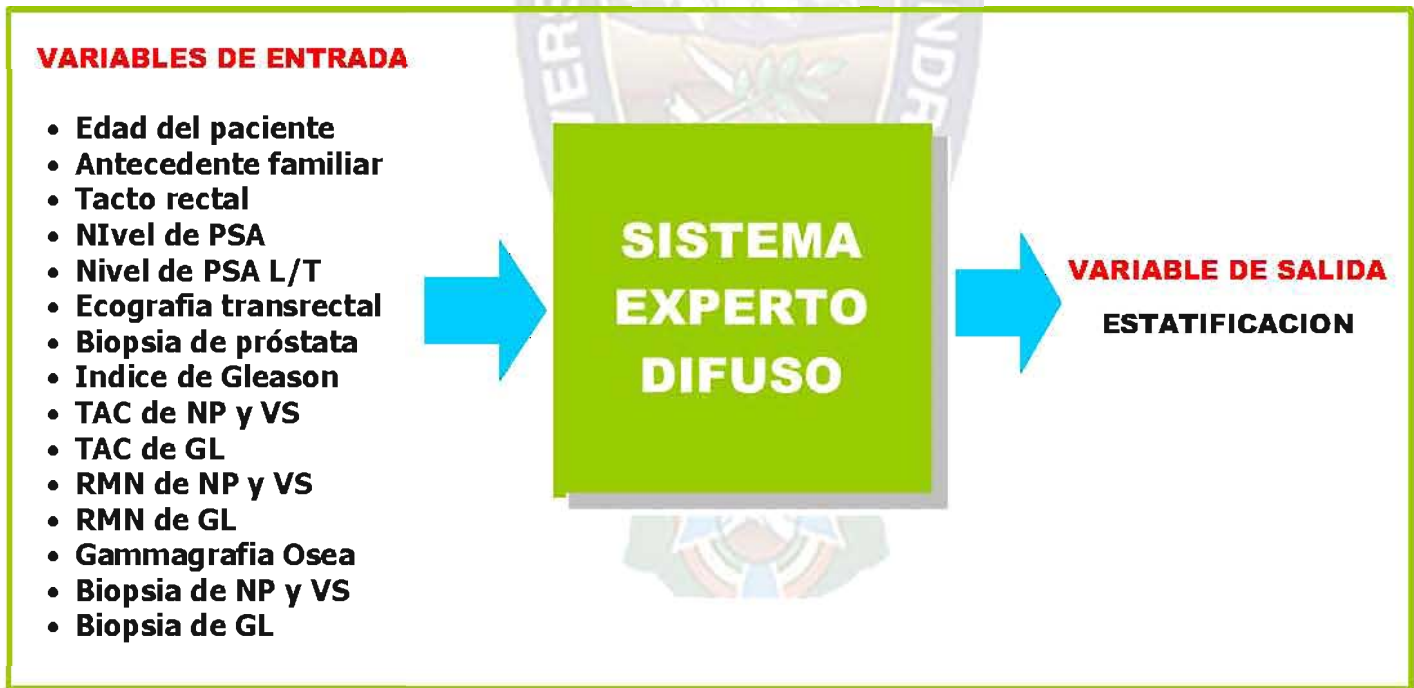 VARIABLES DE ENTRADA
• Edad del paciente
• Antecedente familiar
• Tacto rectal
• NIvel de PSA
• Nivel de PSA L/T
• Ecografia transrectal
• Biopsia de próstata
• Indice de Gleason
• TAC de NP y VS
• TAC de GL
• RMN de NP y VS
• RMN de GL
• Gammagrafia Osea
• Biopsia de NP y VS
• Biopsia de GL
SISTEMA
EXPERTO
DIFUSO
VARIABLE DE SALIDA
ESTATIFICACION